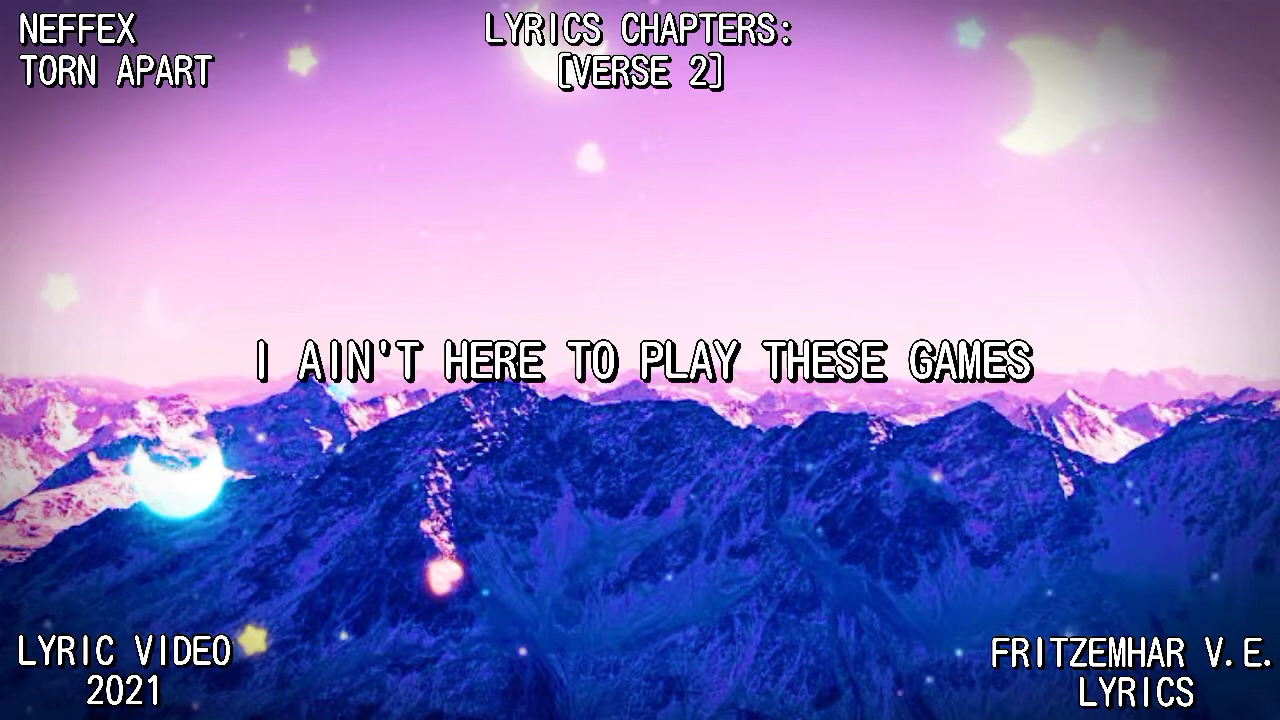 NEFFEX
TORN APART
LYRICS CHAPTERS:
[VERSE 2]
I AIN'T HERE TO PLAY THESE GAMES
LYRIC VIDEO
2021
FRITZEMHAR V.E.
LYRICS